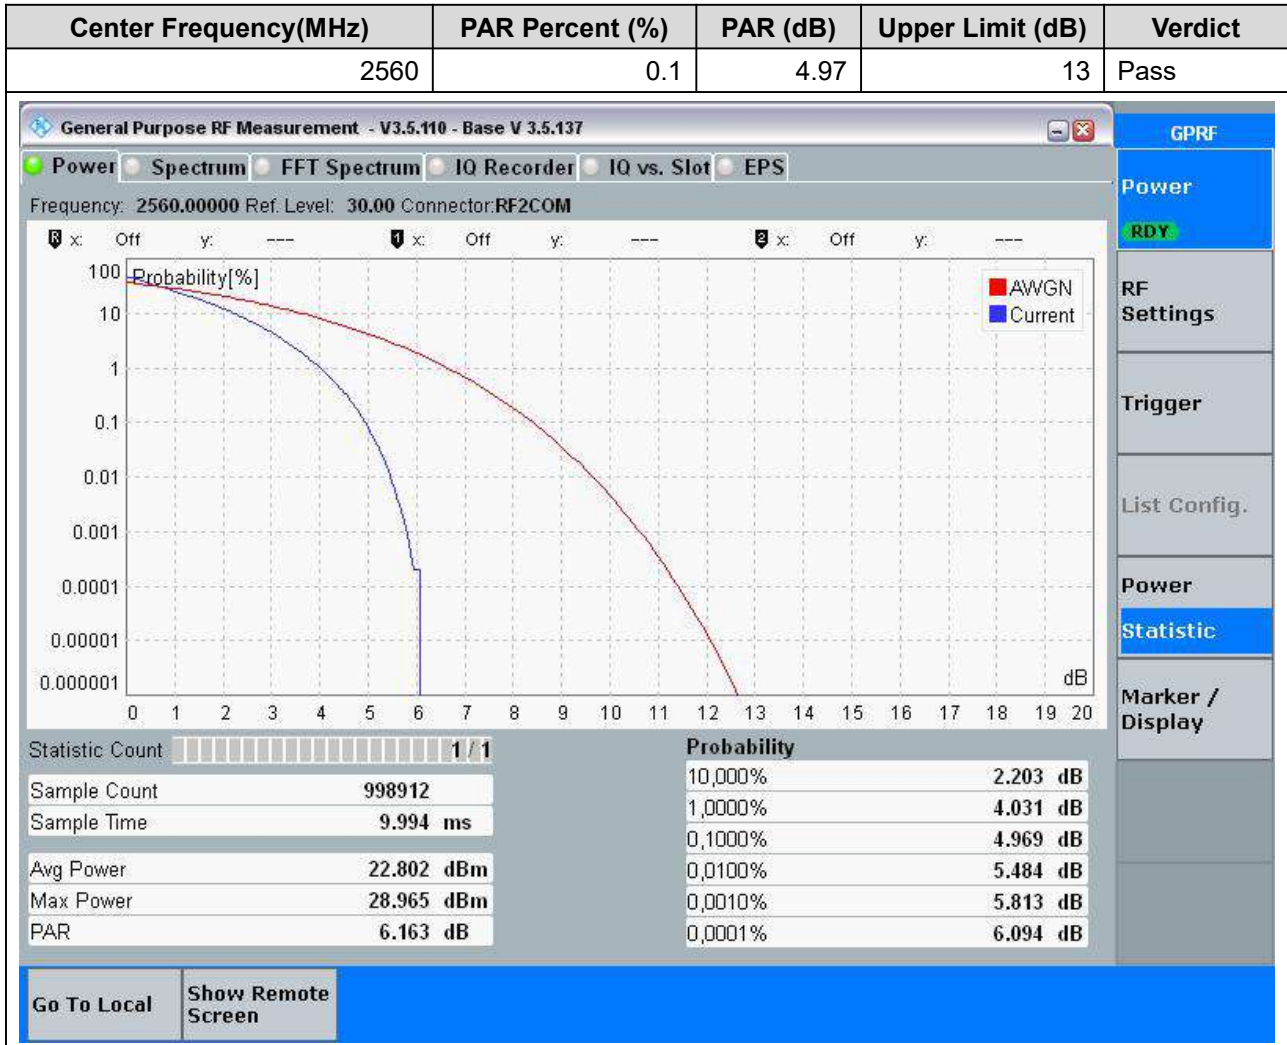 Center Frequency(MHz) PAR Percent (%) PAR (dB) Upper Limit (dB) Verdict
2560 0.1 4.97 13 Pass
General Purpose RF Measurement - V3.5.110 - Base V 3.5.137
GPRF
Power Spectrum FFT Spectrum IQ Recorder IQ vs. Slot EPS
Frequency: 2560.00000 Ref. Level: 30.00 Connector:RF2COM
R x: Off y: --- 1 x: Off y: --- 2 x: Off y: ---
Probability[%]
AWGN
Current
100
10
1
0.1
0.01
0.001
0.0001
0.00001
0.000001
dB
0 1 2 3 4 5 6 7 8 9 10 11 12 13 14 15 16 17 18 19 20
Statistic Count 1 / 1
Sample Count 998912
Sample Time 9.994 ms
Avg Power 22.802 dBm
Max Power 28.965 dBm
PAR 6.163 dB
Probability
10,000% 2.203 dB
1,0000% 4.031 dB
0,1000% 4.969 dB
0,0100% 5.484 dB
0,0010% 5.813 dB
0,0001% 6.094 dB
Power
RDY
RF
Settings
Trigger
List Config.
Power
Statistic
Marker /
Display
Go To Local
Show Remote
Screen